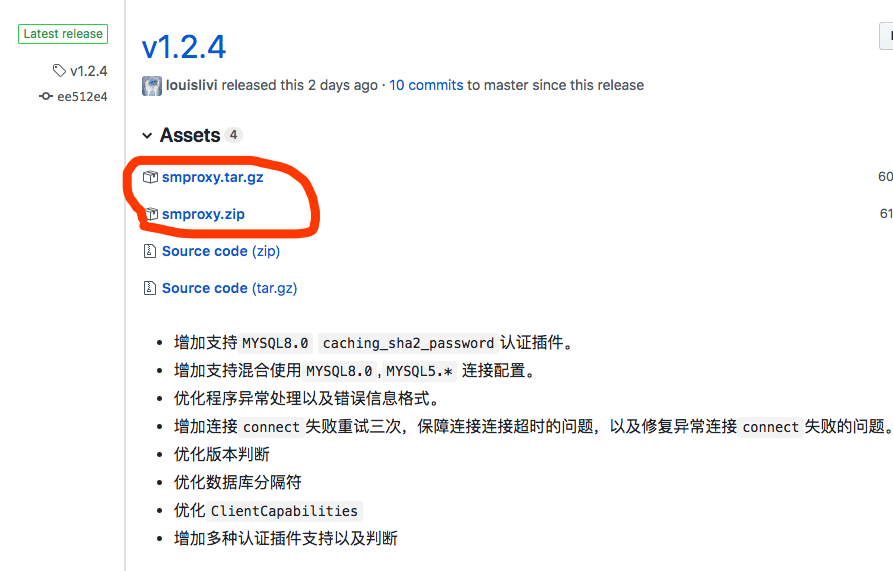 Latest release
v1.2.4
v1.2.4
ee512e4
louislivi released this 2 days ago · 10 commits to master since this release
Assets 4
smproxy.tar.gz
60
smproxy.zip
61
Source code (zip)
Source code (tar.gz)
增加支持 MYSQL8.0 caching_sha2_password 认证插件。
增加支持混合使用 MYSQL8.0 , MYSQL5.* 连接配置。
优化程序异常处理以及错误信息格式。
增加连接 connect 失败重试三次，保障连接连接超时的问题，以及修复异常连接 connect 失败的问题。
优化版本判断
优化数据库分隔符
优化 ClientCapabilities
增加多种认证插件支持以及判断